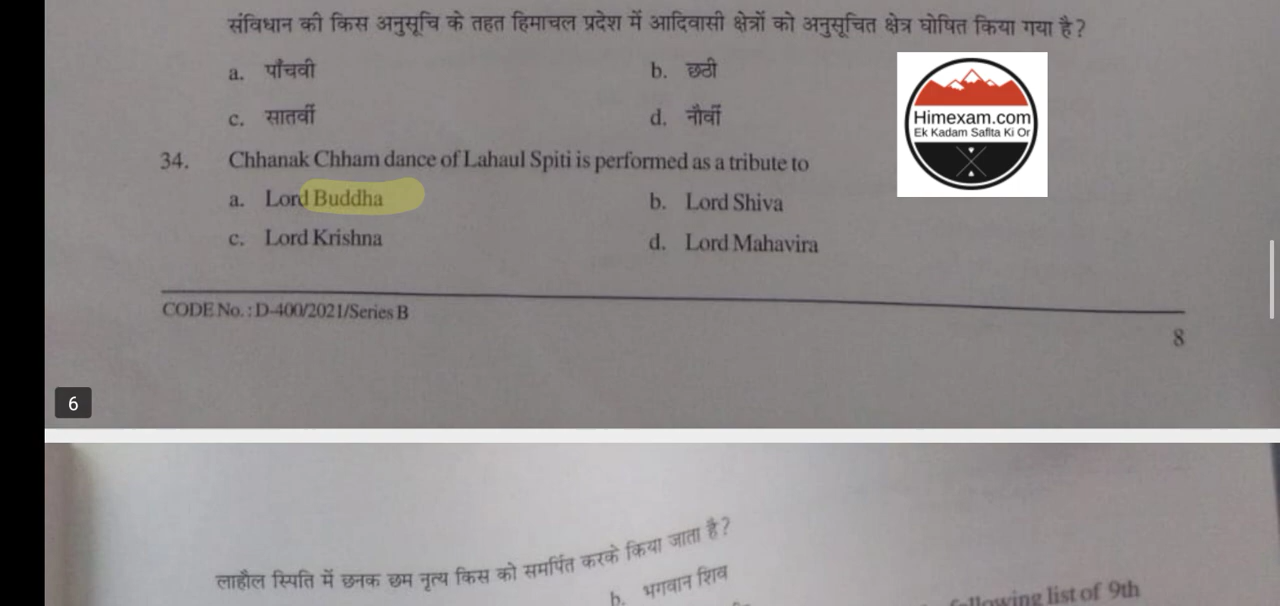 संविधान की किस अनुसूचि के तहत हिमाचल प्रदेश में आदिवासी क्षेत्रों को अनुसूचित क्षेत्र घोषित किया गया है?
a. पाँचवी
b. छठी
c. सातवीं
d. नौवीं
Himexam.com
Ek Kadam Saflta Ki Or
34. Chhanak Chham dance of Lahaul Spiti is performed as a tribute to
a. Lord Buddha
b. Lord Shiva
c. Lord Krishna
d. Lord Mahavira
CODE No. : D-400/2021/Series B
8
6
लाहौल स्पिति में छनक छम नृत्य किस को समर्पित करके किया जाता है?
b. भगवान शिव
following list of 9th